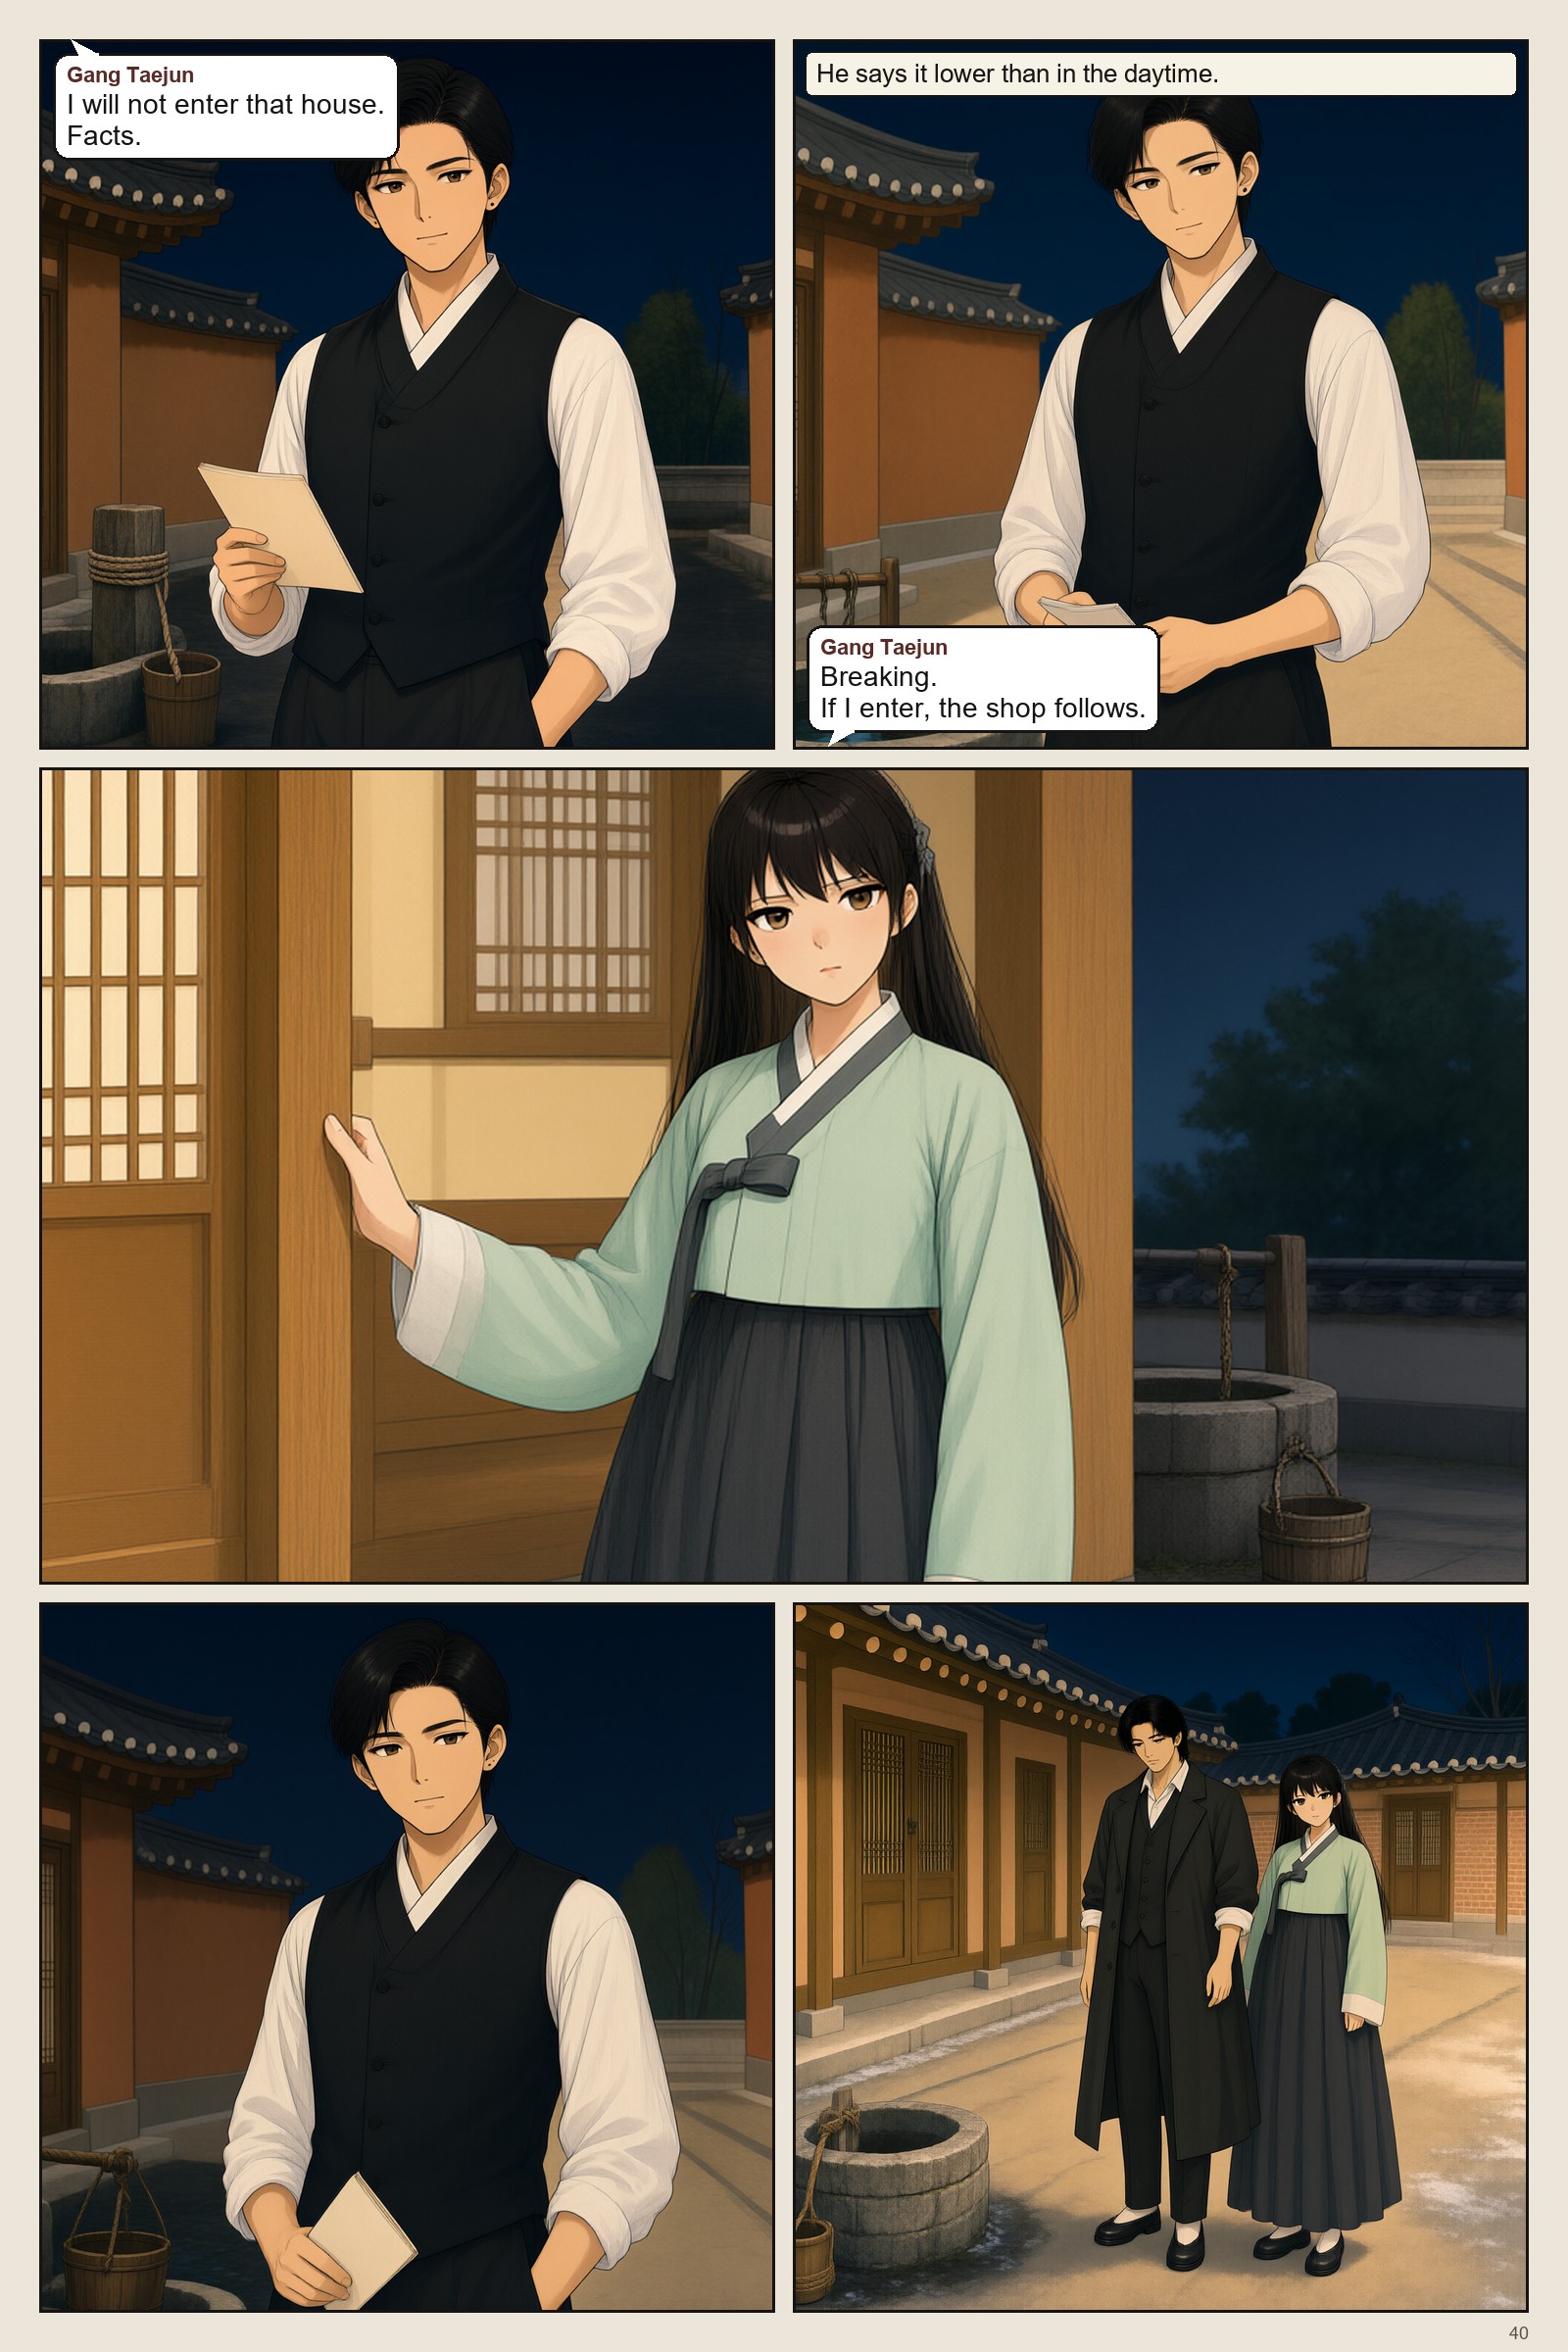 Gang Taejun
I will not enter that house.
Facts.
He says it lower than in the daytime.
Gang Taejun
Breaking.
If I enter, the shop follows.
40